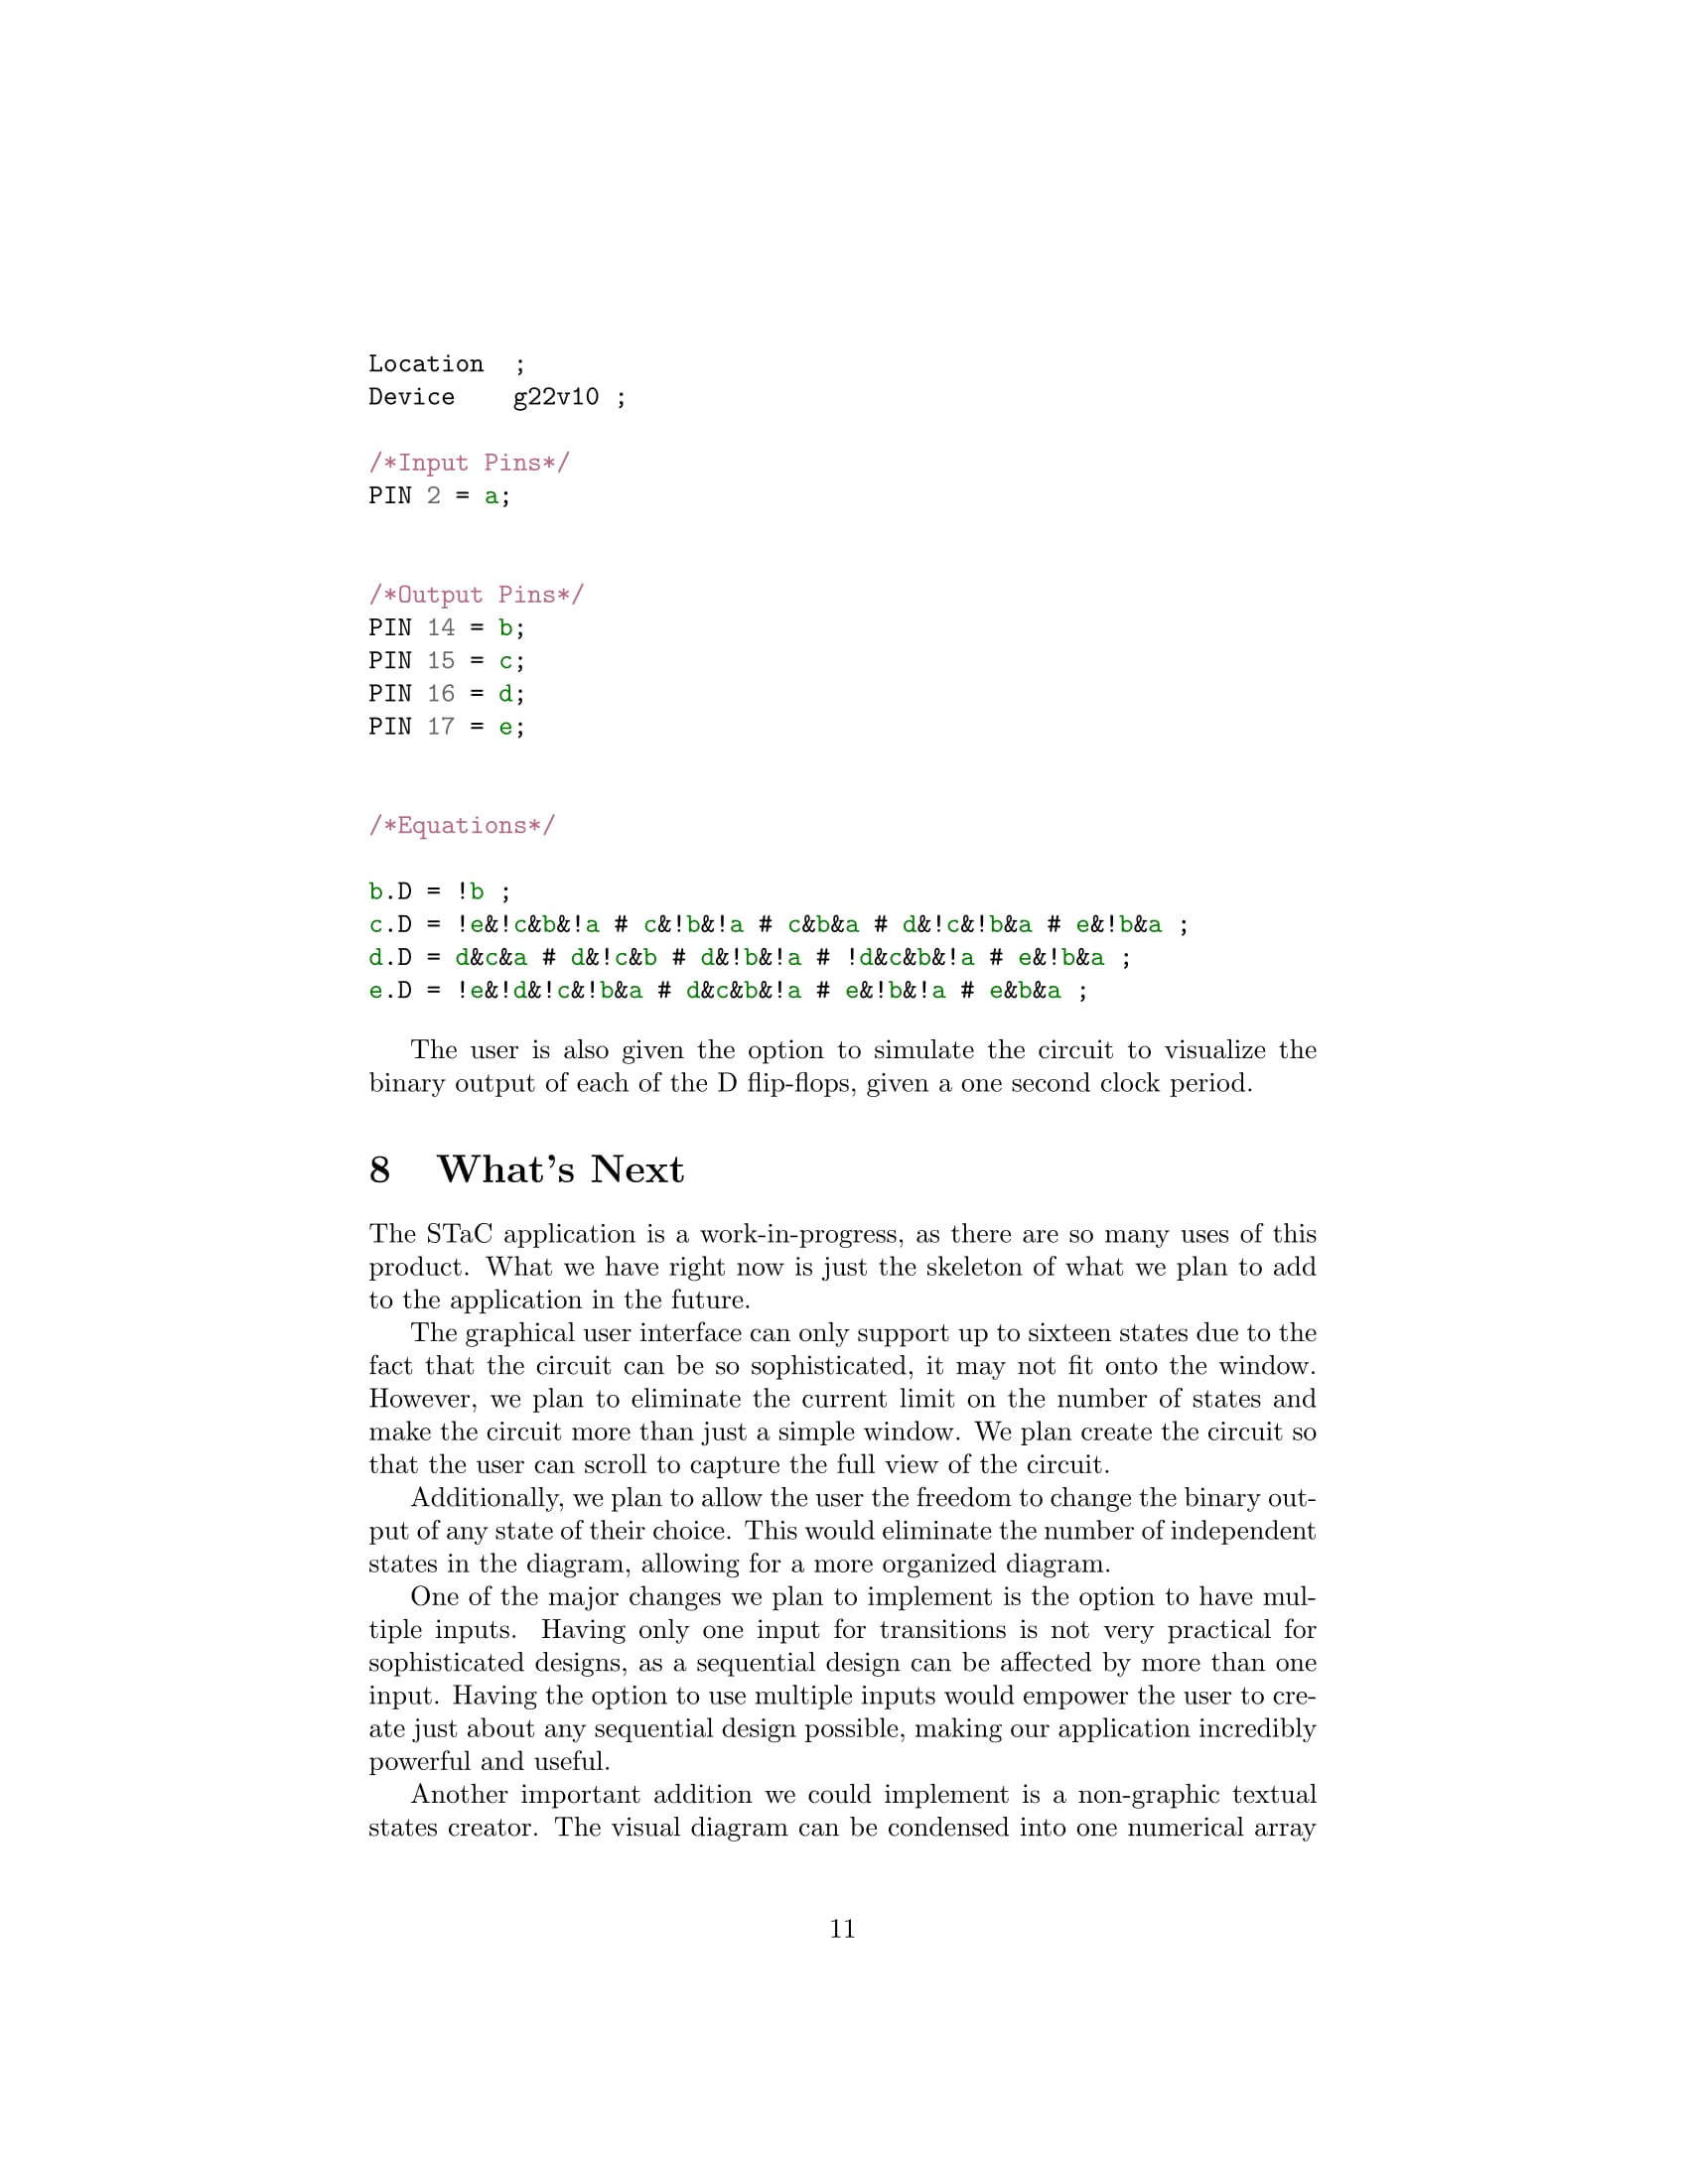 Location  ;
Device    g22v10 ;
/*Input Pins*/
PIN 2 = a;
/*Output Pins*/
PIN 14 = b;
PIN 15 = c;
PIN 16 = d;
PIN 17 = e;
/*Equations*/
b.D = !b ;
c.D = !e&!c&b&!a # c&!b&!a # c&b&a # d&!c&!b&a # e&!b&a ;
d.D = d&c&a # d&!c&b # d&!b&!a # !d&c&b&!a # e&!b&a ;
e.D = !e&!d&!c&!b&a # d&c&b&!a # e&!b&!a # e&b&a ;
The user is also given the option to simulate the circuit to visualize the
binary output of each of the D flip-flops, given a one second clock period.
8 What's Next
The STaC application is a work-in-progress, as there are so many uses of this
product. What we have right now is just the skeleton of what we plan to add
to the application in the future.
The graphical user interface can only support up to sixteen states due to the
fact that the circuit can be so sophisticated, it may not fit onto the window.
However, we plan to eliminate the current limit on the number of states and
make the circuit more than just a simple window. We plan create the circuit so
that the user can scroll to capture the full view of the circuit.
Additionally, we plan to allow the user the freedom to change the binary out-
put of any state of their choice. This would eliminate the number of independent
states in the diagram, allowing for a more organized diagram.
One of the major changes we plan to implement is the option to have mul-
tiple inputs. Having only one input for transitions is not very practical for
sophisticated designs, as a sequential design can be affected by more than one
input. Having the option to use multiple inputs would empower the user to cre-
ate just about any sequential design possible, making our application incredibly
powerful and useful.
Another important addition we could implement is a non-graphic textual
states creator. The visual diagram can be condensed into one numerical array
11